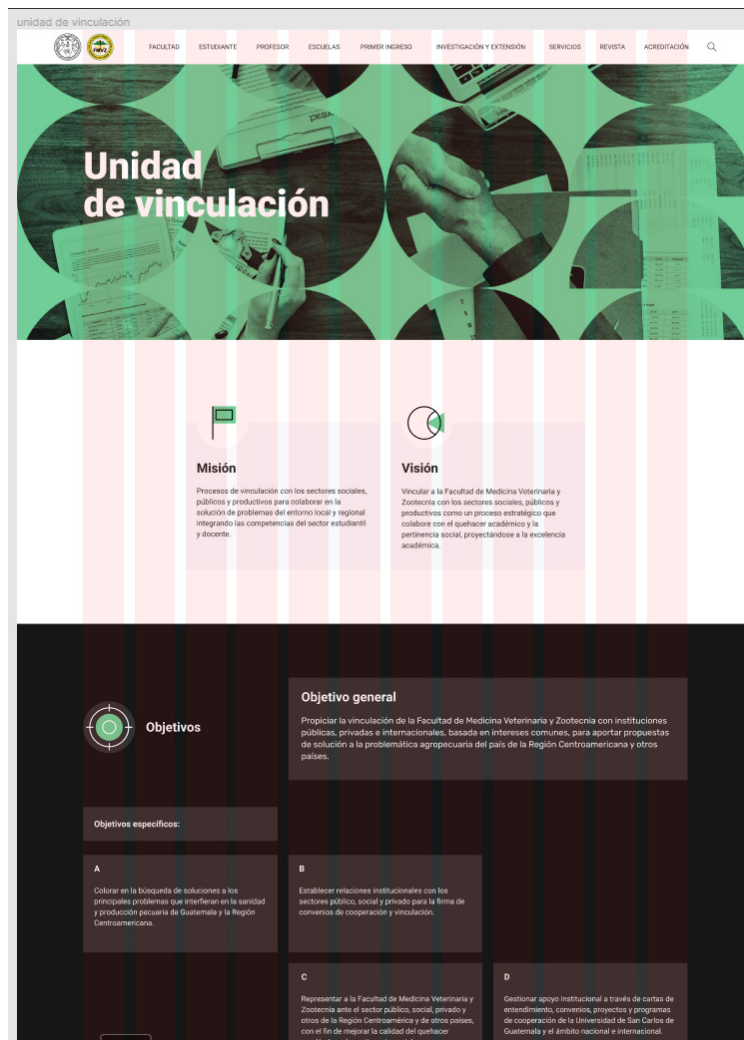 unidad de vinculación
FMVZ
FACULTAD ESTUDIANTE PROFESOR ESCUELAS PRIMER INGRESO INVESTIGACIÓN Y EXTENSIÓN SERVICIOS REVISTA ACREDITACIÓN
Unidad
de vinculación
Misión
Procesos de vinculación con los sectores sociales,
públicos y productivos para colaborar en la
solución de problemas del entorno local y regional
integrando las competencias del sector estudiantil
y docente.
Visión
Vincular a la Facultad de Medicina Veterinaria y
Zootecnia con los sectores sociales, públicos y
productivos como un proceso estratégico que
colabore con el quehacer académico y la
pertinencia social, proyectándose a la excelencia
académica.
Objetivos
Objetivo general
Propiciar la vinculación de la Facultad de Medicina Veterinaria y Zootecnia con instituciones
públicas, privadas e internacionales, basada en intereses comunes, para aportar propuestas
de solución a la problemática agropecuaria del país de la Región Centroamericana y otros
países.
Objetivos específicos:
A
Colorar en la búsqueda de soluciones a los
principales problemas que interfieran en la sanidad
y producción pecuaria de Guatemala y la Región
Centroamericana.
B
Establecer relaciones institucionales con los
sectores público, social y privado para la firma de
convenios de cooperación y vinculación.
C
Representar a la Facultad de Medicina Veterinaria y
Zootecnia ante el sector público, social, privado y
otros de la Región Centroamérica y de otros países,
con el fin de mejorar la calidad del quehacer
D
Gestionar apoyo institucional a través de cartas de
entendimiento, convenios, proyectos y programas
de cooperación de la Universidad de San Carlos de
Guatemala y el ámbito nacional e internacional.